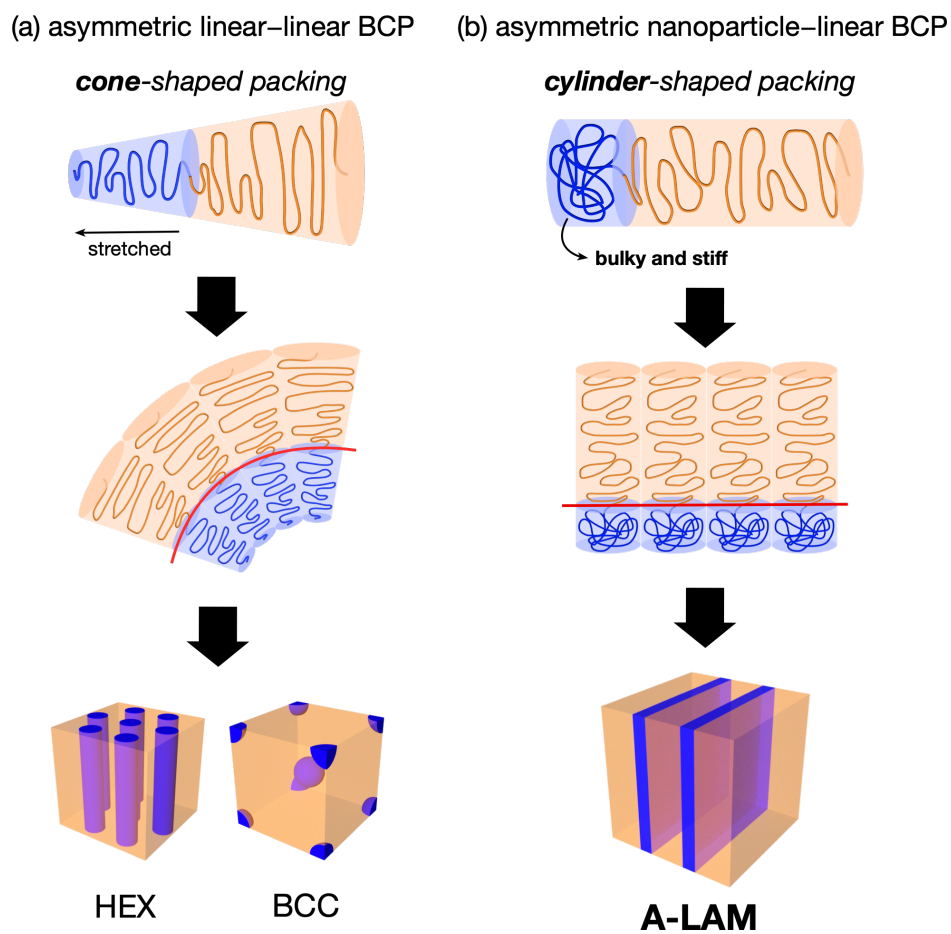 (a) asymmetric linear–linear BCP
cone-shaped packing
stretched
HEX
BCC
(b) asymmetric nanoparticle–linear BCP
cylinder-shaped packing
bulky and stiff
A-LAM